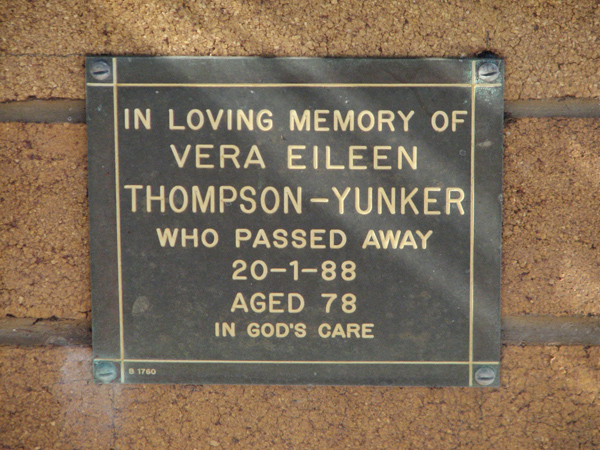 IN LOVING MEMORY OF
VERA EILEEN
THOMPSON-YUNKER
WHO PASSED AWAY
20-1-88
AGED 78
IN GOD'S CARE
B 1760